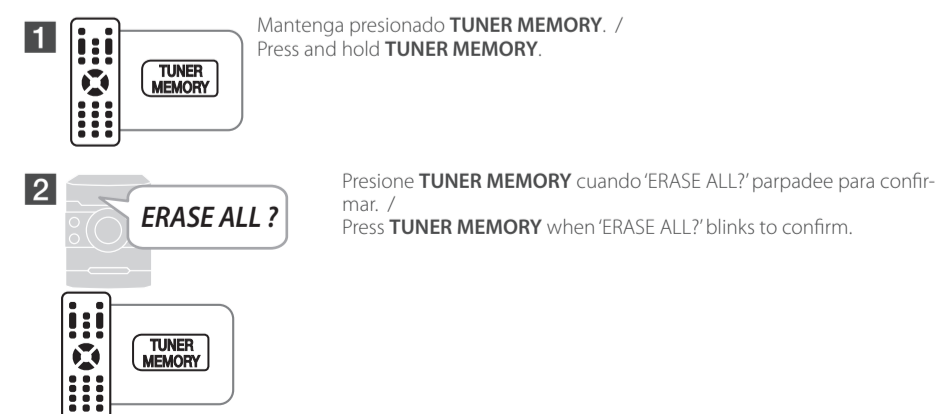 1
Mantenga presionado TUNER MEMORY. /
Press and hold TUNER MEMORY.
TUNER
MEMORY
2
Presione TUNER MEMORY cuando 'ERASE ALL?' parpadee para confir-
mar. /
Press TUNER MEMORY when 'ERASE ALL?' blinks to confirm.
ERASE ALL ?
TUNER
MEMORY